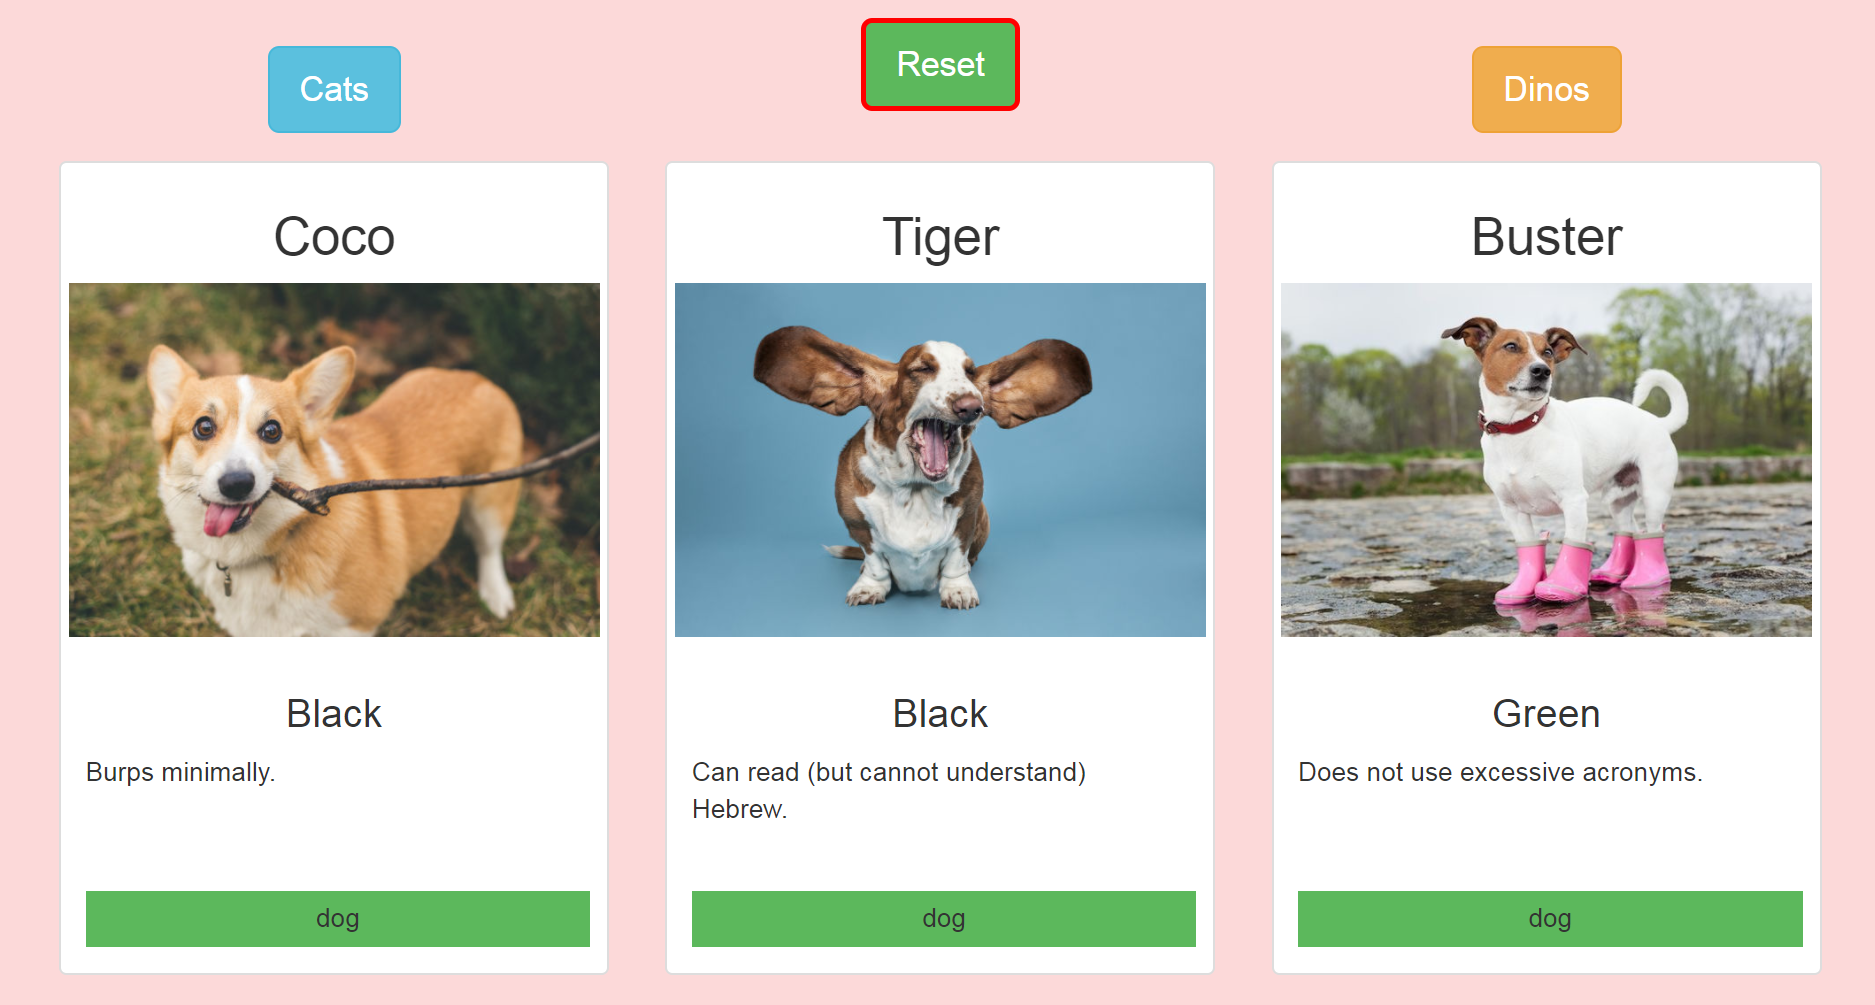 Cats
Reset
Dinos
Coco
Black
Burps minimally.
dog
Tiger
Black
Can read (but cannot understand)
Hebrew.
dog
Buster
Green
Does not use excessive acronyms.
dog